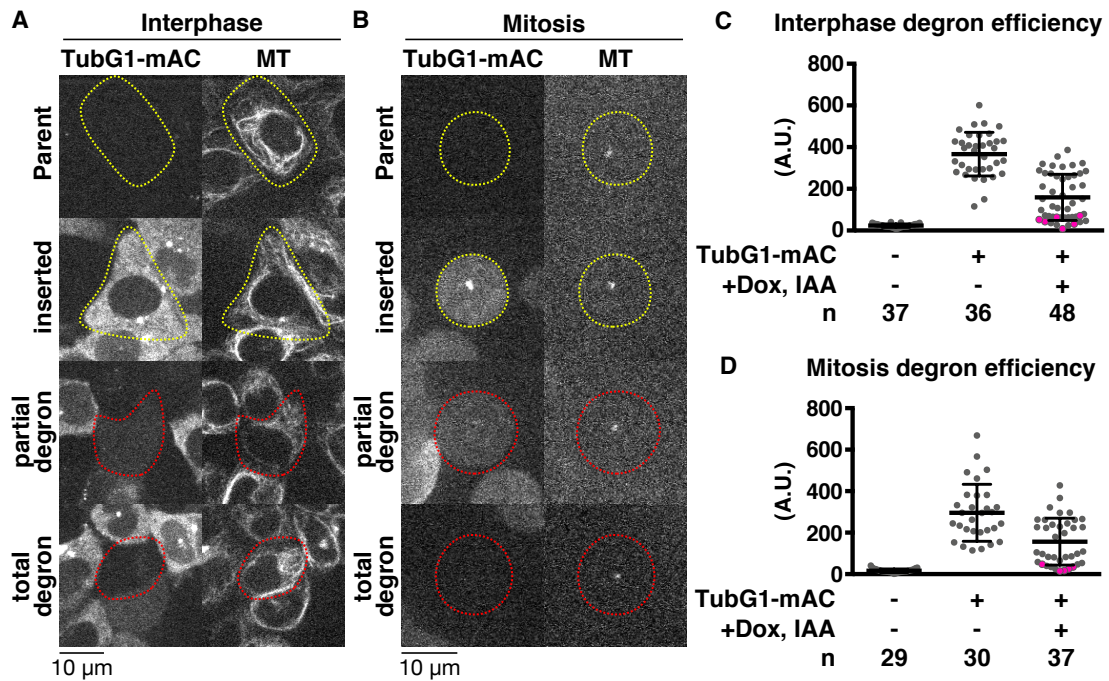 A
Interphase
TubG1-mAC MT
Parent
inserted
partial
degron
total
degron
10 µm
B
Mitosis
TubG1-mAC MT
Parent
inserted
partial
degron
total
degron
10 µm
C
Interphase degron efficiency
(A.U.)
800
600
400
200
0
TubG1-mAC - + +
+Dox, IAA - - +
n 37 36 48
D
Mitosis degron efficiency
(A.U.)
800
600
400
200
0
TubG1-mAC - + +
+Dox, IAA - - +
n 29 30 37